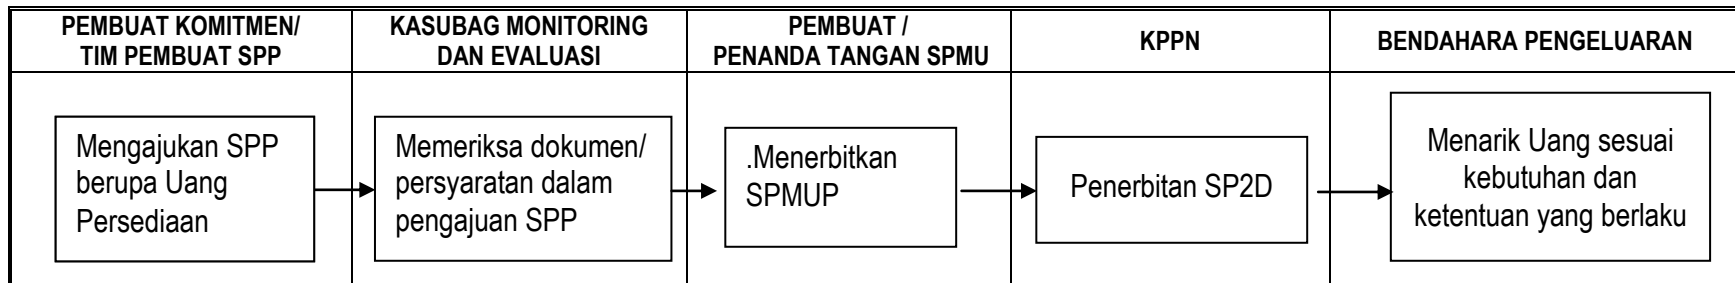 PEMBUAT KOMITMEN/
TIM PEMBUAT SPP
KASUBAG MONITORING
DAN EVALUASI
PEMBUAT /
PENANDA TANGAN SPMU
KPPN
BENDAHARA PENGELUARAN
Mengajukan SPP
berupa Uang
Persediaan
Memeriksa dokumen/
persyaratan dalam
pengajuan SPP
.Menerbitkan
SPMUP
Penerbitan SP2D
Menarik Uang sesuai
kebutuhan dan
ketentuan yang berlaku